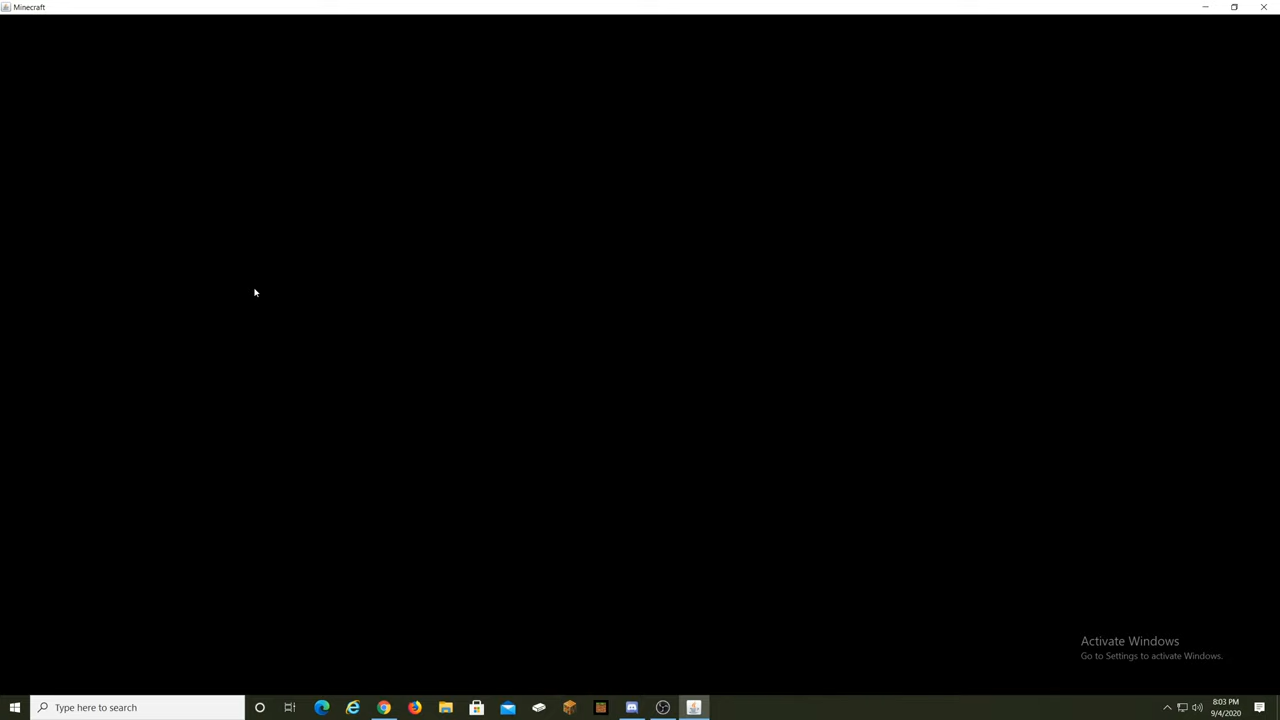 Minecraft
Activate Windows
Go to Settings to activate Windows.
Type here to search
8:03 PM
9/4/2020